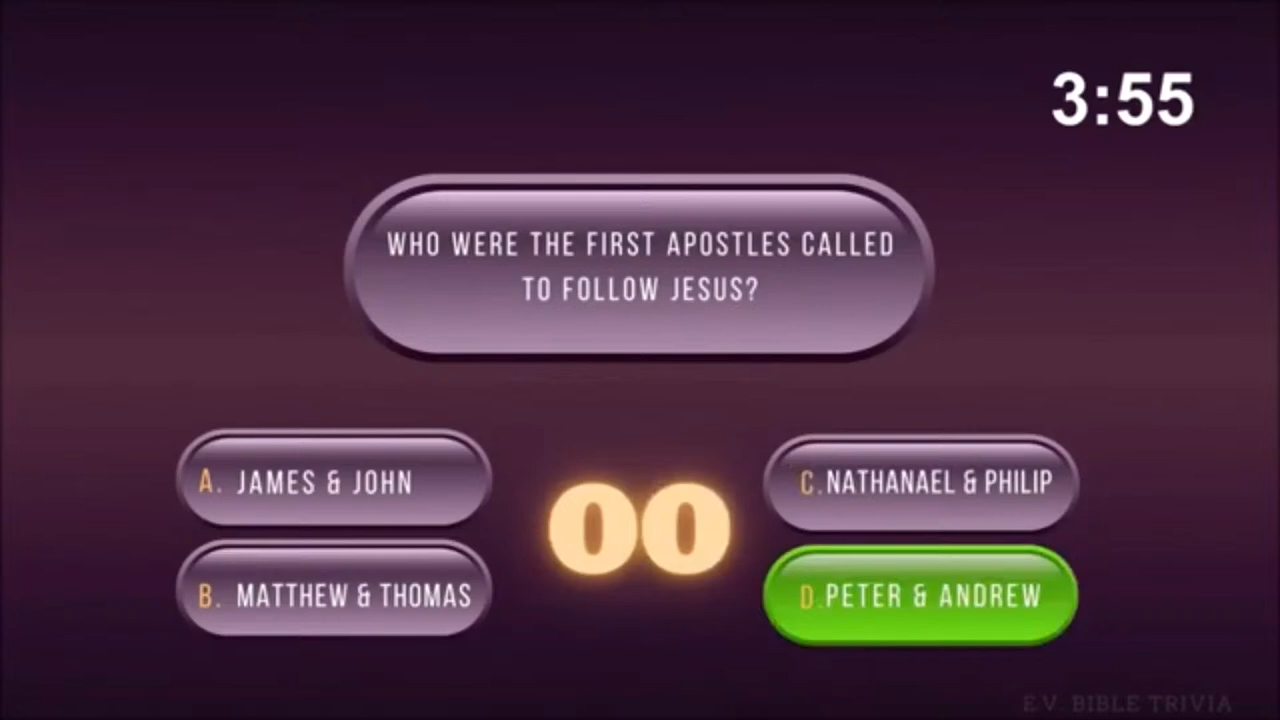 3:55
WHO WERE THE FIRST APOSTLES CALLED
TO FOLLOW JESUS?
A. JAMES & JOHN
B. MATTHEW & THOMAS
00
C. NATHANAEL & PHILIP
D. PETER & ANDREW
E.V. BIBLE TRIVIA